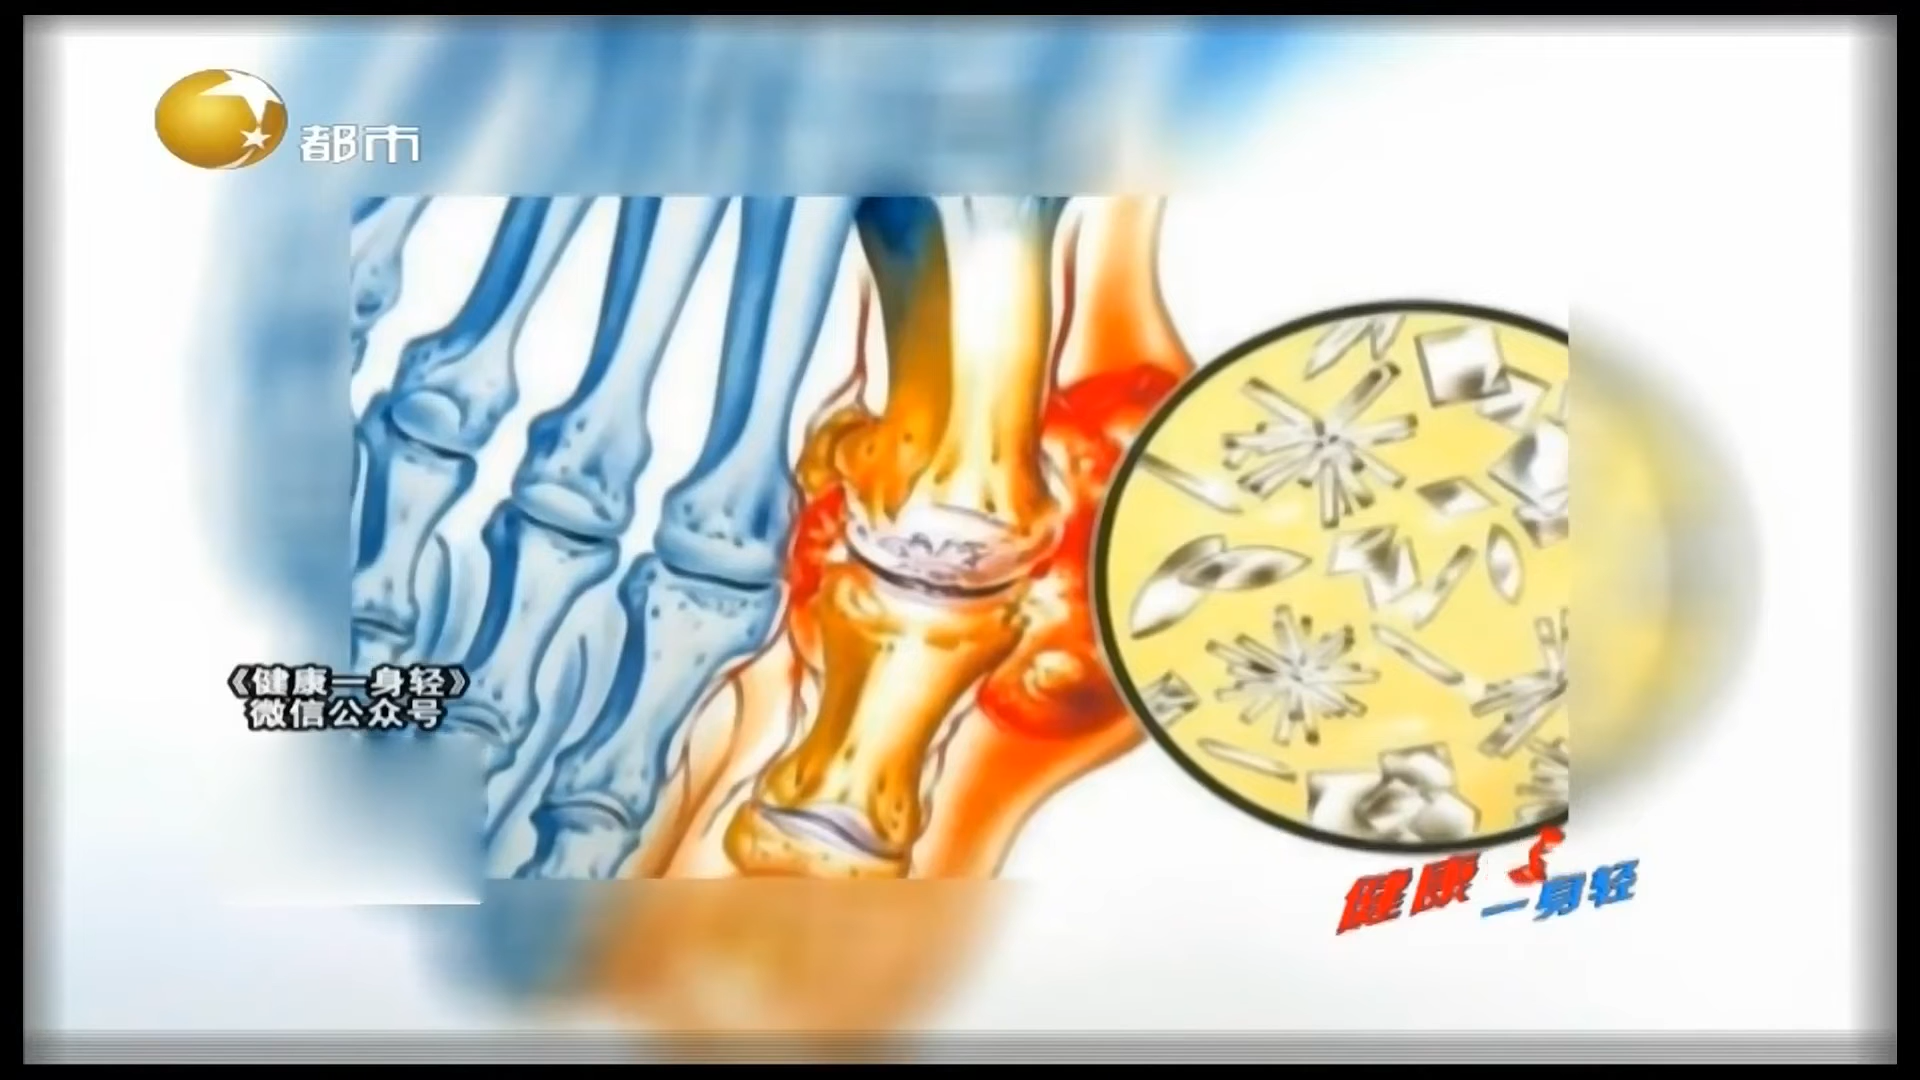 都市
《健康一身轻》
微信公众号
健康
一身轻